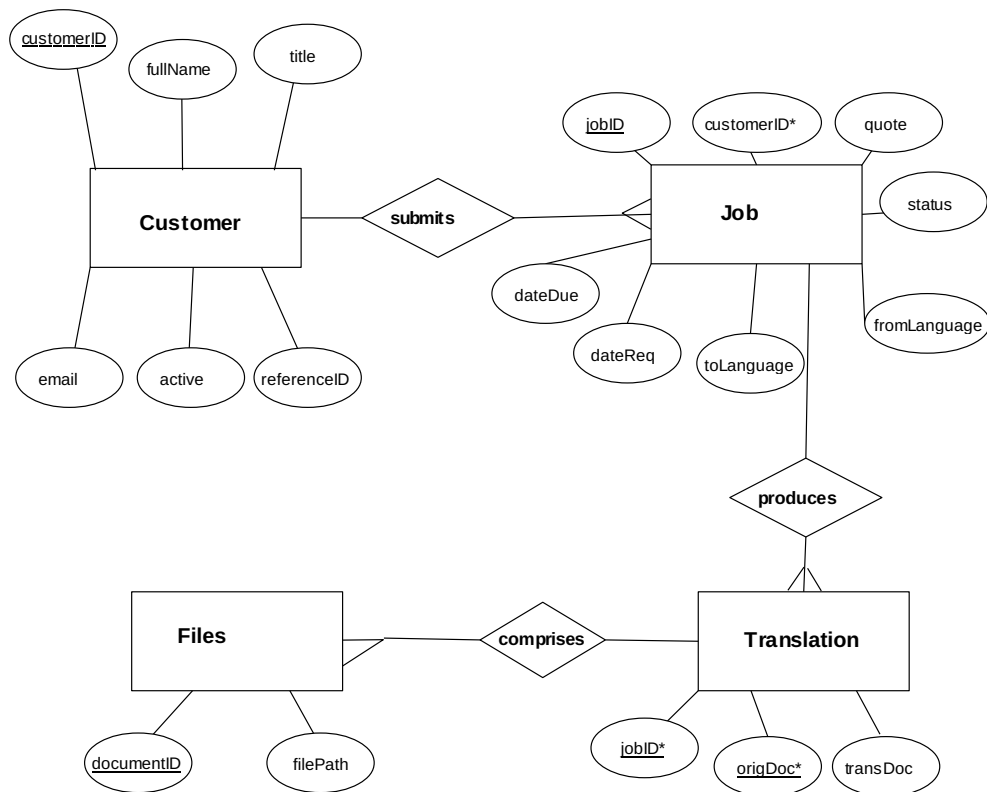 customerID
fullName
title
jobID
customerID*
quote
Customer
submits
Job
status
dateDue
dateReq
toLanguage
fromLanguage
email
active
referenceID
produces
Files
comprises
Translation
documentID
filePath
jobID*
origDoc*
transDoc